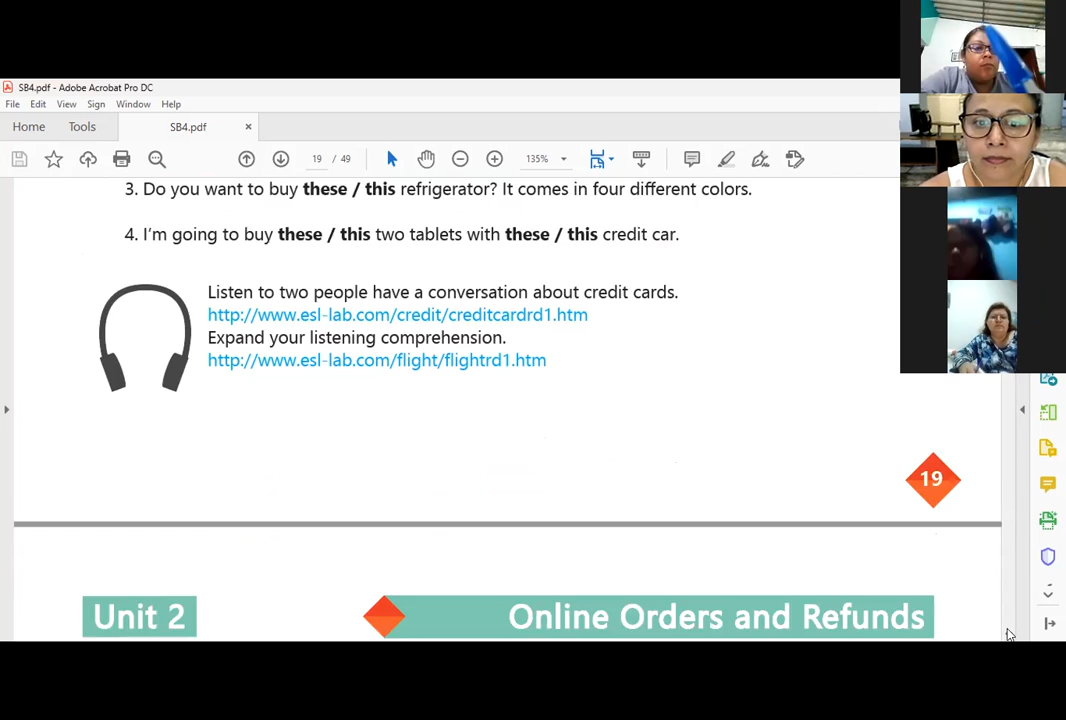 SB4.pdf - Adobe Acrobat Pro DC
File Edit View Sign Window Help
Home Tools SB4.pdf ×
19 / 49 135%
3. Do you want to buy these / this refrigerator? It comes in four different colors.
4. I'm going to buy these / this two tablets with these / this credit car.
Listen to two people have a conversation about credit cards.
http://www.esl-lab.com/credit/creditcardrd1.htm
Expand your listening comprehension.
http://www.esl-lab.com/flight/flightrd1.htm
19
Unit 2 Online Orders and Refunds